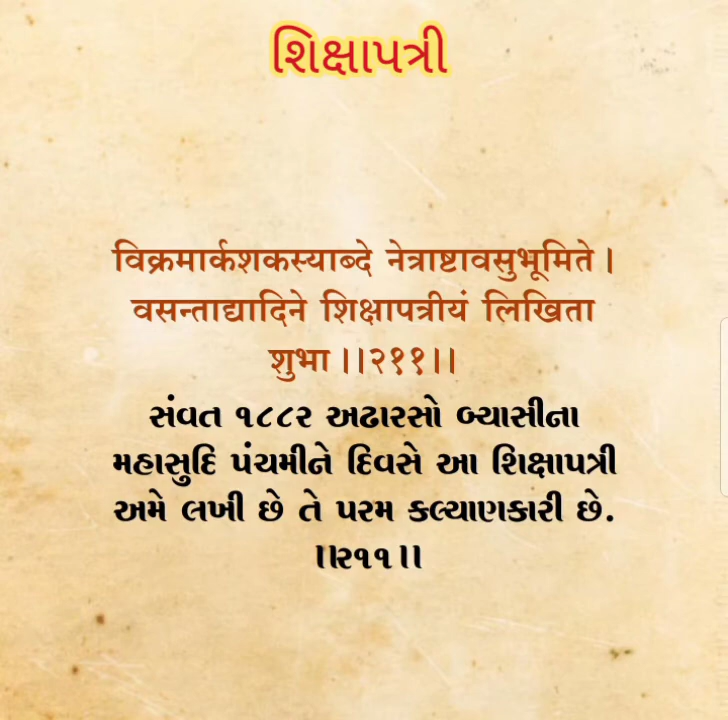 શિક્ષાપત્રી
विक्रमार्कशकस्याब्दे नेत्राष्टावसुभूमिते ।
वसन्ताद्यादिने शिक्षापत्रीयं लिखिता
शुभा ।।२११।।
સંવત ૧૮૮૨ અઢારસો બ્યાસીના
મહાસુદિ પંચમીને દિવસે આ શિક્ષાપત્રી
અમે લખી છે તે પરમ કલ્યાણકારી છે.
।।૨૧૧।।